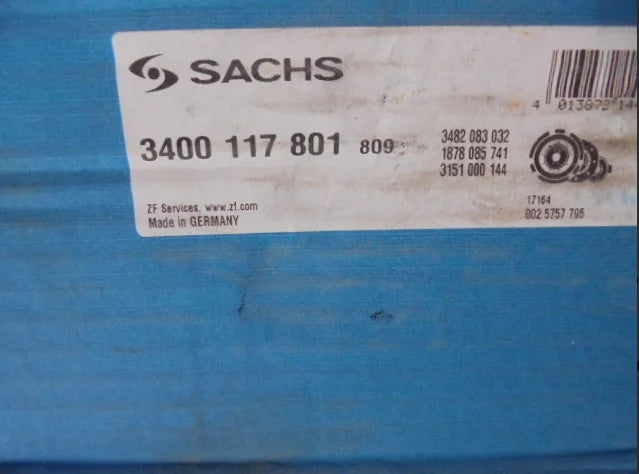 SACHS
3400 117 801 809
3482 083 032
1878 085 741
3151 000 144
ZF Services, www.zf.com
Made in GERMANY
17164
802 5757 795